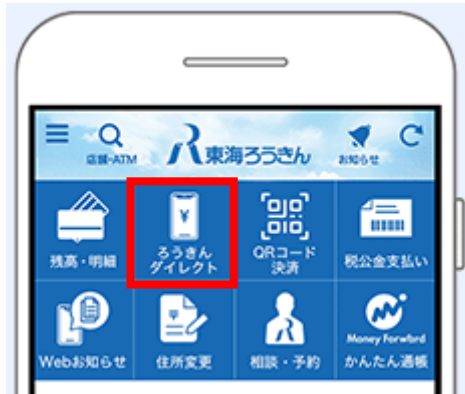 店舗・ATM
東海ろうきん
お知らせ
残高・明細
ろうきん
ダイレクト
QRコード
決済
税公金支払い
Webお知らせ
住所変更
相談・予約
Money Forward
かんたん通帳